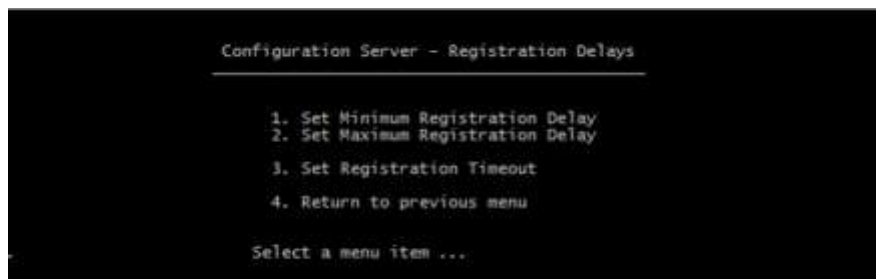 Configuration Server - Registration Delays
1. Set Minimum Registration Delay
2. Set Maximum Registration Delay
3. Set Registration Timeout
4. Return to previous menu
Select a menu item ...